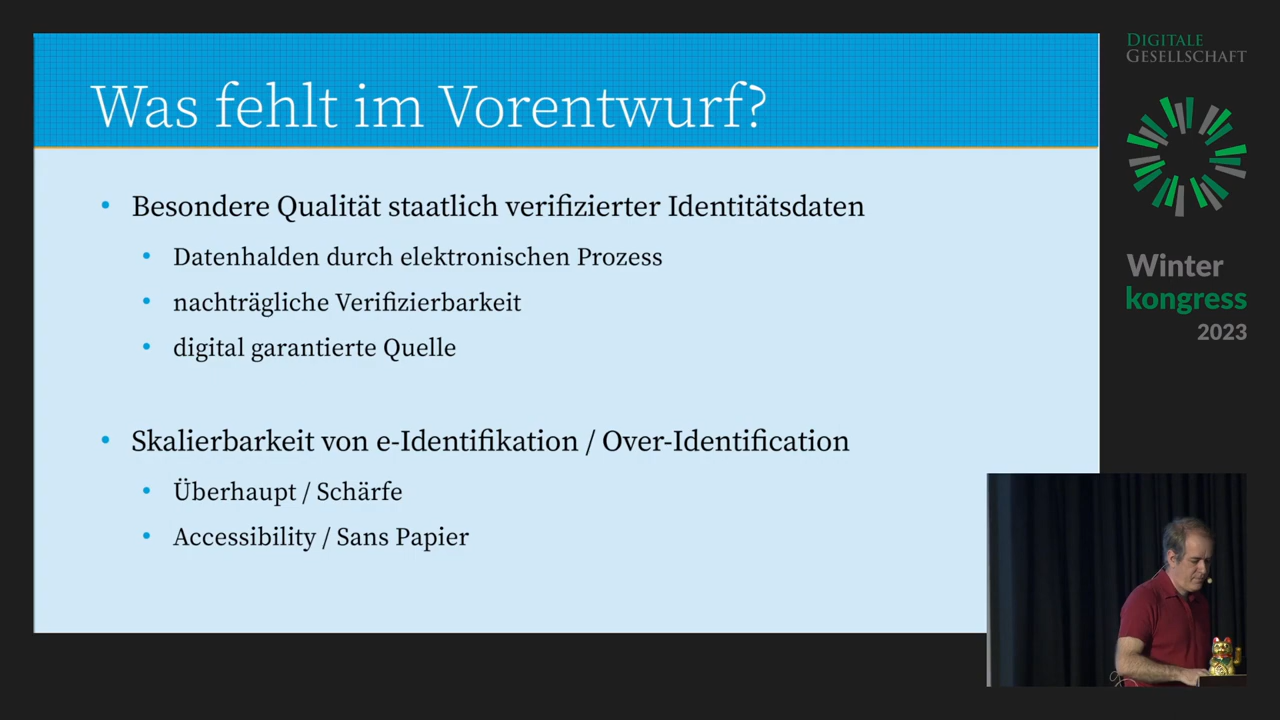 Was fehlt im Vorentwurf?
Besondere Qualität staatlich verifizierter Identitätsdaten
Datenhalden durch elektronischen Prozess
nachträgliche Verifizierbarkeit
digital garantierte Quelle
Skalierbarkeit von e-Identifikation / Over-Identification
Überhaupt / Schärfe
Accessibility / Sans Papier
DIGITALE
GESELLSCHAFT
Winter
kongress
2023